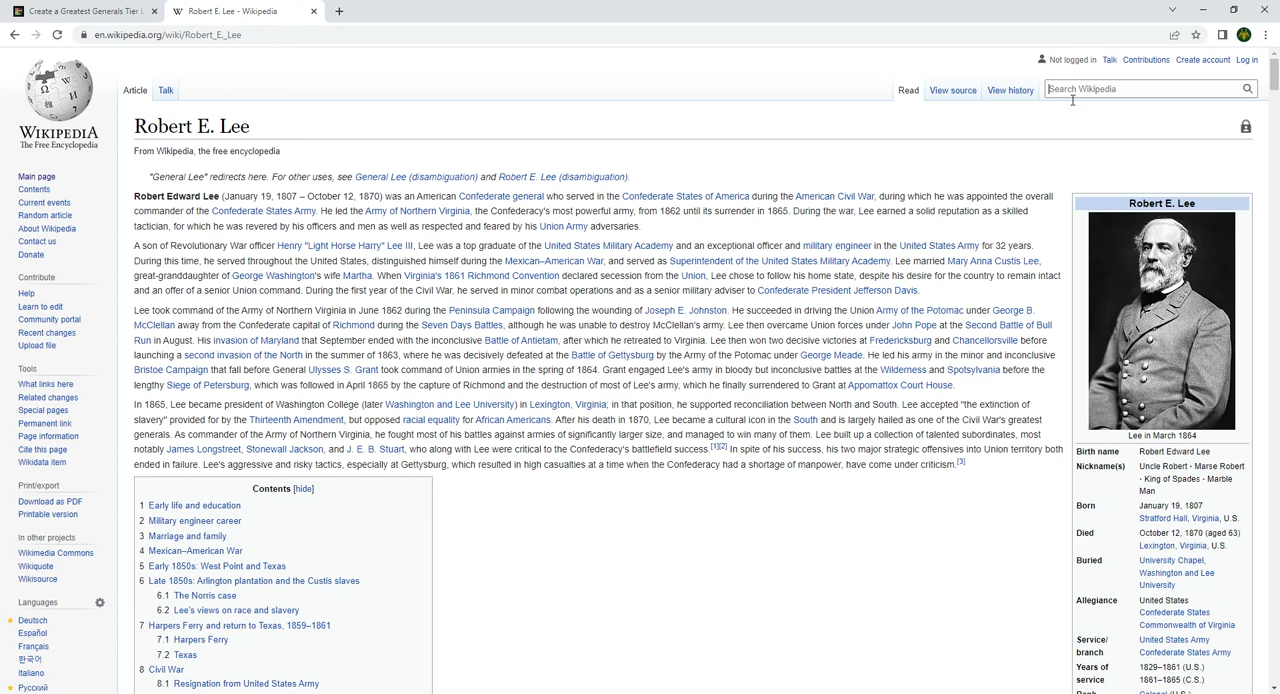 Create a Greatest Generals Tier L
Robert E. Lee - Wikipedia
en.wikipedia.org/wiki/Robert_E._Lee
Not logged in Talk Contributions Create account Log in
Article Talk Read View source View history Search Wikipedia
WIKIPEDIA
The Free Encyclopedia
Main page
Contents
Current events
Random article
About Wikipedia
Contact us
Donate
Contribute
Help
Learn to edit
Community portal
Recent changes
Upload file
Tools
What links here
Related changes
Special pages
Permanent link
Page information
Cite this page
Wikidata item
Print/export
Download as PDF
Printable version
In other projects
Wikimedia Commons
Wikiquote
Wikisource
Languages
Deutsch
Español
Français
한국어
Italiano
Русский
Robert E. Lee
From Wikipedia, the free encyclopedia
"General Lee" redirects here. For other uses, see General Lee (disambiguation) and Robert E. Lee (disambiguation).
Robert Edward Lee (January 19, 1807 – October 12, 1870) was an American Confederate general who served in the Confederate States of America during the American Civil War, during which he was appointed the overall
commander of the Confederate States Army. He led the Army of Northern Virginia, the Confederacy's most powerful army, from 1862 until its surrender in 1865. During the war, Lee earned a solid reputation as a skilled
tactician, for which he was revered by his officers and men as well as respected and feared by his Union Army adversaries.
A son of Revolutionary War officer Henry "Light Horse Harry" Lee III, Lee was a top graduate of the United States Military Academy and an exceptional officer and military engineer in the United States Army for 32 years.
During this time, he served throughout the United States, distinguished himself during the Mexican–American War, and served as Superintendent of the United States Military Academy. Lee married Mary Anna Custis Lee,
great-granddaughter of George Washington's wife Martha. When Virginia's 1861 Richmond Convention declared secession from the Union, Lee chose to follow his home state, despite his desire for the country to remain intact
and an offer of a senior Union command. During the first year of the Civil War, he served in minor combat operations and as a senior military adviser to Confederate President Jefferson Davis.
Lee took command of the Army of Northern Virginia in June 1862 during the Peninsula Campaign following the wounding of Joseph E. Johnston. He succeeded in driving the Union Army of the Potomac under George B.
McClellan away from the Confederate capital of Richmond during the Seven Days Battles, although he was unable to destroy McClellan's army. Lee then overcame Union forces under John Pope at the Second Battle of Bull
Run in August. His invasion of Maryland that September ended with the inconclusive Battle of Antietam, after which he retreated to Virginia. Lee then won two decisive victories at Fredericksburg and Chancellorsville before
launching a second invasion of the North in the summer of 1863, where he was decisively defeated at the Battle of Gettysburg by the Army of the Potomac under George Meade. He led his army in the minor and inconclusive
Bristoe Campaign that fall before General Ulysses S. Grant took command of Union armies in the spring of 1864. Grant engaged Lee's army in bloody but inconclusive battles at the Wilderness and Spotsylvania before the
lengthy Siege of Petersburg, which was followed in April 1865 by the capture of Richmond and the destruction of most of Lee's army, which he finally surrendered to Grant at Appomattox Court House.
In 1865, Lee became president of Washington College (later Washington and Lee University) in Lexington, Virginia; in that position, he supported reconciliation between North and South. Lee accepted "the extinction of
slavery" provided for by the Thirteenth Amendment, but opposed racial equality for African Americans. After his death in 1870, Lee became a cultural icon in the South and is largely hailed as one of the Civil War's greatest
generals. As commander of the Army of Northern Virginia, he fought most of his battles against armies of significantly larger size, and managed to win many of them. Lee built up a collection of talented subordinates, most
notably James Longstreet, Stonewall Jackson, and J. E. B. Stuart, who along with Lee were critical to the Confederacy's battlefield success.[1][2] In spite of his success, his two major strategic offensives into Union territory both
ended in failure. Lee's aggressive and risky tactics, especially at Gettysburg, which resulted in high casualties at a time when the Confederacy had a shortage of manpower, have come under criticism.[3]
Contents [hide]
1 Early life and education
2 Military engineer career
3 Marriage and family
4 Mexican–American War
5 Early 1850s: West Point and Texas
6 Late 1850s: Arlington plantation and the Custis slaves
6.1 The Norris case
6.2 Lee's views on race and slavery
7 Harpers Ferry and return to Texas, 1859–1861
7.1 Harpers Ferry
7.2 Texas
8 Civil War
8.1 Resignation from United States Army
Robert E. Lee
Lee in March 1864
Birth name Robert Edward Lee
Nickname(s) Uncle Robert · Marse Robert
· King of Spades · Marble
Man
Born January 19, 1807
Stratford Hall, Virginia, U.S.
Died October 12, 1870 (aged 63)
Lexington, Virginia, U.S.
Buried University Chapel,
Washington and Lee
University
Allegiance United States
Confederate States
Commonwealth of Virginia
Service/ United States Army
branch Confederate States Army
Years of 1829–1861 (U.S.)
service 1861–1865 (C.S.)